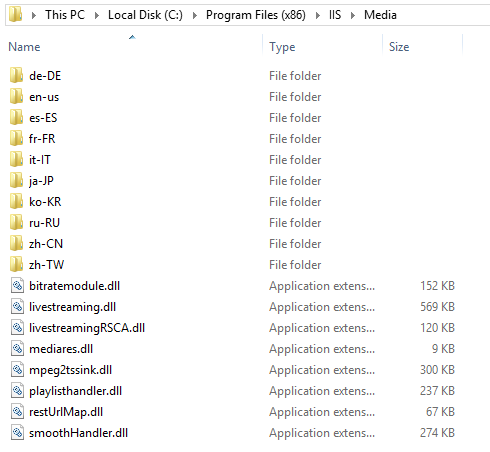 This PC Local Disk (C:) Program Files (x86) IIS Media
Name Type Size
de-DE File folder
en-us File folder
es-ES File folder
fr-FR File folder
it-IT File folder
ja-JP File folder
ko-KR File folder
ru-RU File folder
zh-CN File folder
zh-TW File folder
bitratemodule.dll Application extens... 152 KB
livestreaming.dll Application extens... 569 KB
livestreamingRSCA.dll Application extens... 120 KB
mediares.dll Application extens... 9 KB
mpeg2tssink.dll Application extens... 300 KB
playlisthandler.dll Application extens... 237 KB
restUrlMap.dll Application extens... 67 KB
smoothHandler.dll Application extens... 274 KB